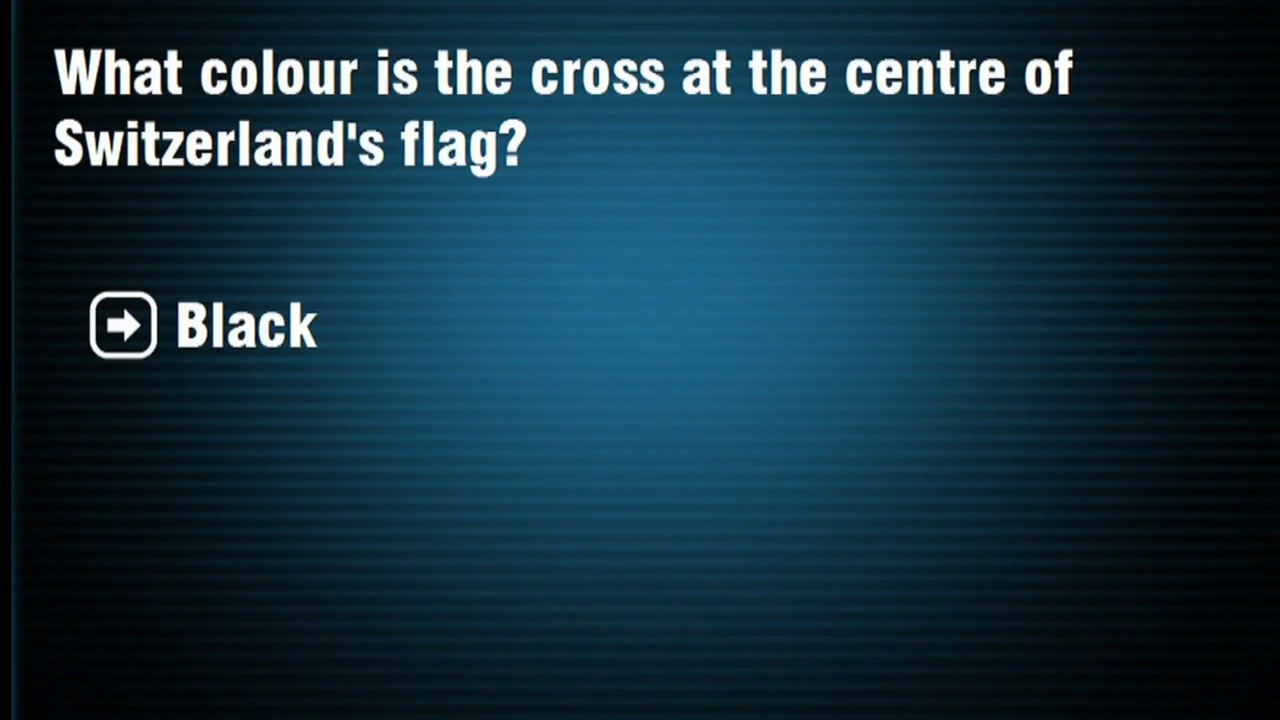 What colour is the cross at the centre of
Switzerland's flag?
Black